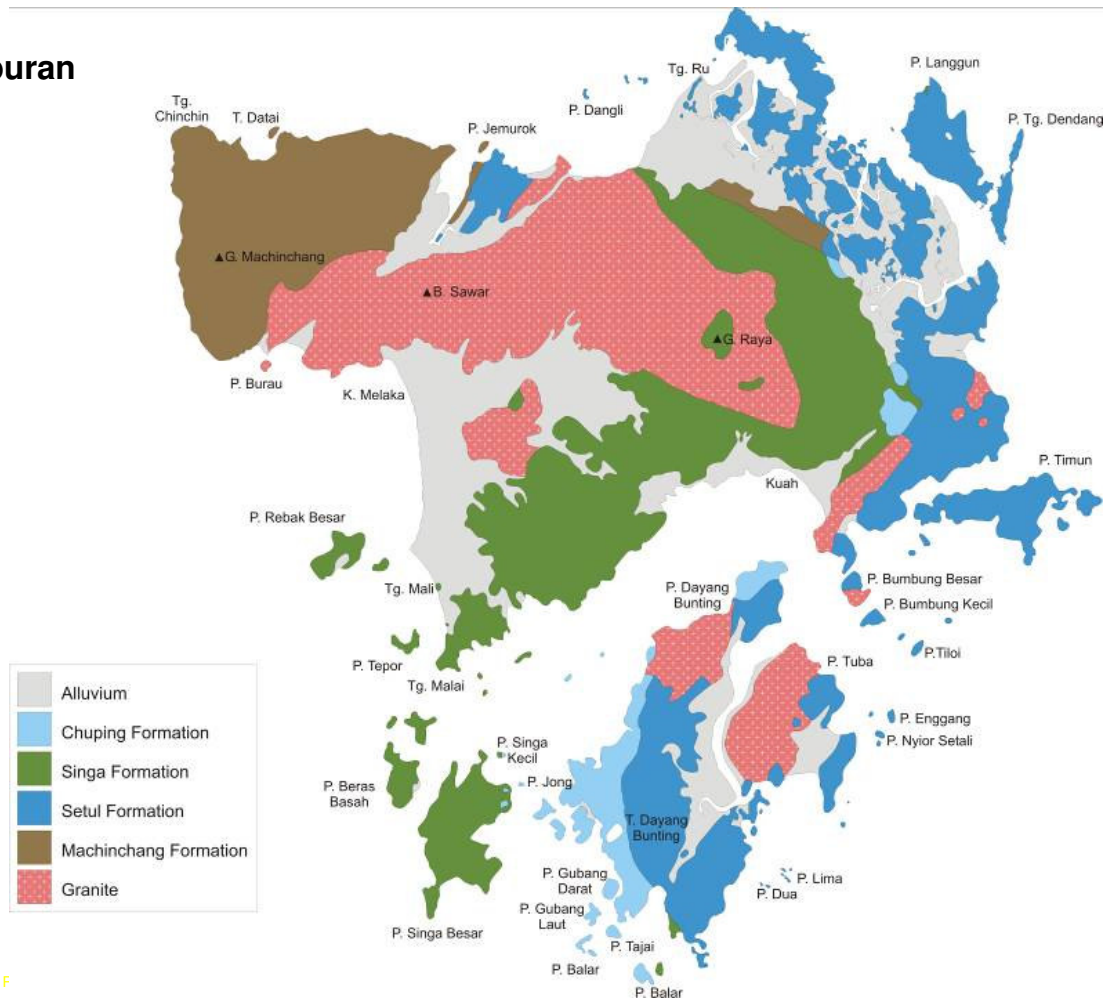 buran
P. Langgun
Tg. Ru
P. Dangli
Tg.
Chinchin
T. Datai
P. Jemurok
P. Tg. Dendang
▲G. Machinchang
▲B. Sawar
▲G. Raya
P. Burau
K. Melaka
P. Timun
Kuah
P. Rebak Besar
Tg. Mali
P. Dayang
Bunting
P. Bumbung Besar
P. Bumbung Kecil
P.Tiloi
P. Tepor
Tg. Malai
P. Tuba
Alluvium
Chuping Formation
Singa Formation
Setul Formation
Machinchang Formation
Granite
P. Enggang
P. Nyior Setali
P. Singa
Kecil
P. Jong
P. Beras
Basah
T. Dayang
Bunting
P. Gubang
Darat
P. Lima
P. Dua
P. Gubang
Laut
P. Singa Besar
P. Tajai
P. Balar
P. Balar
F